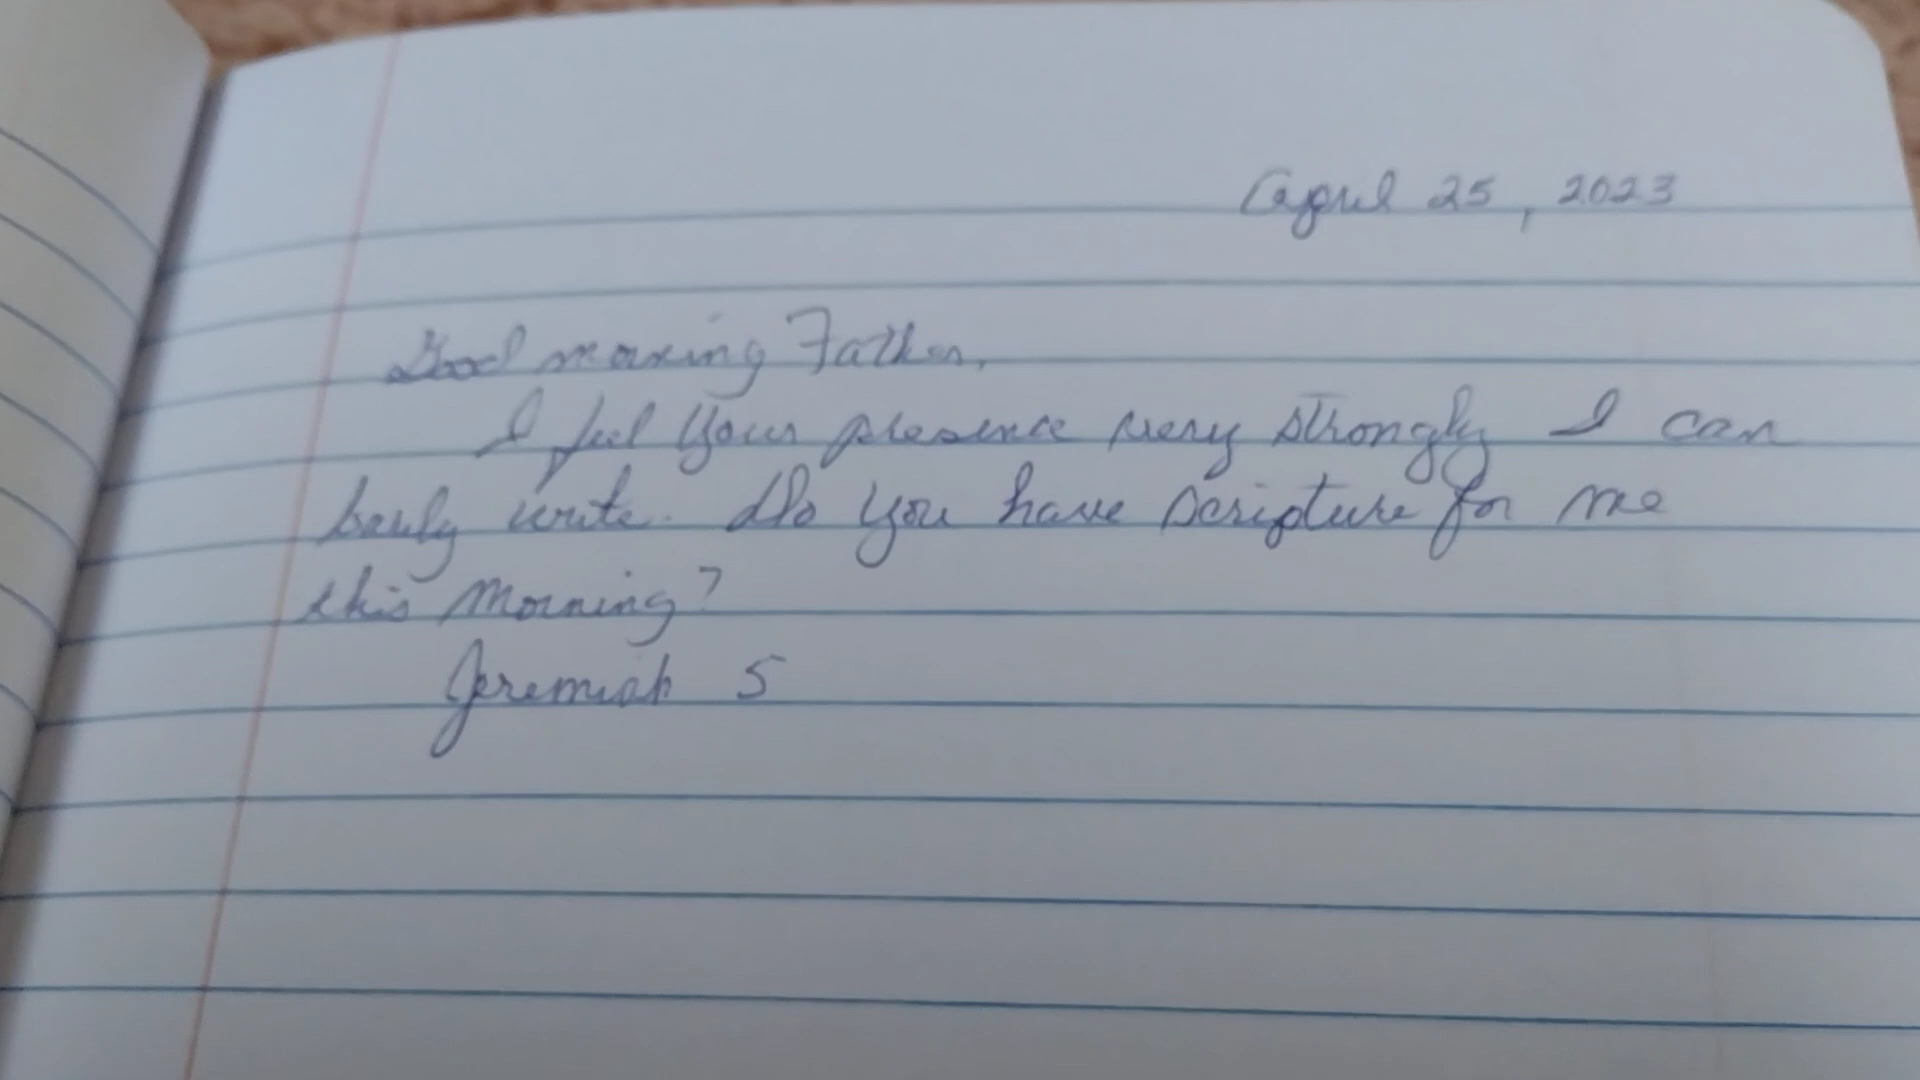 April 25, 2023
Good morning Father,
I feel Your presence very strongly I can
barely write. Do You have scripture for me
this morning?
Jeremiah 5